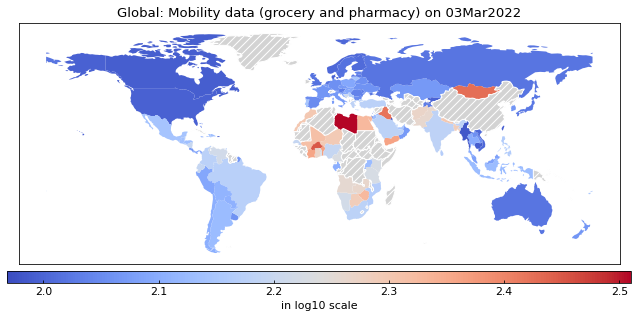 Global: Mobility data (grocery and pharmacy) on 03Mar2022
2.0 2.1 2.2 2.3 2.4 2.5
in log10 scale